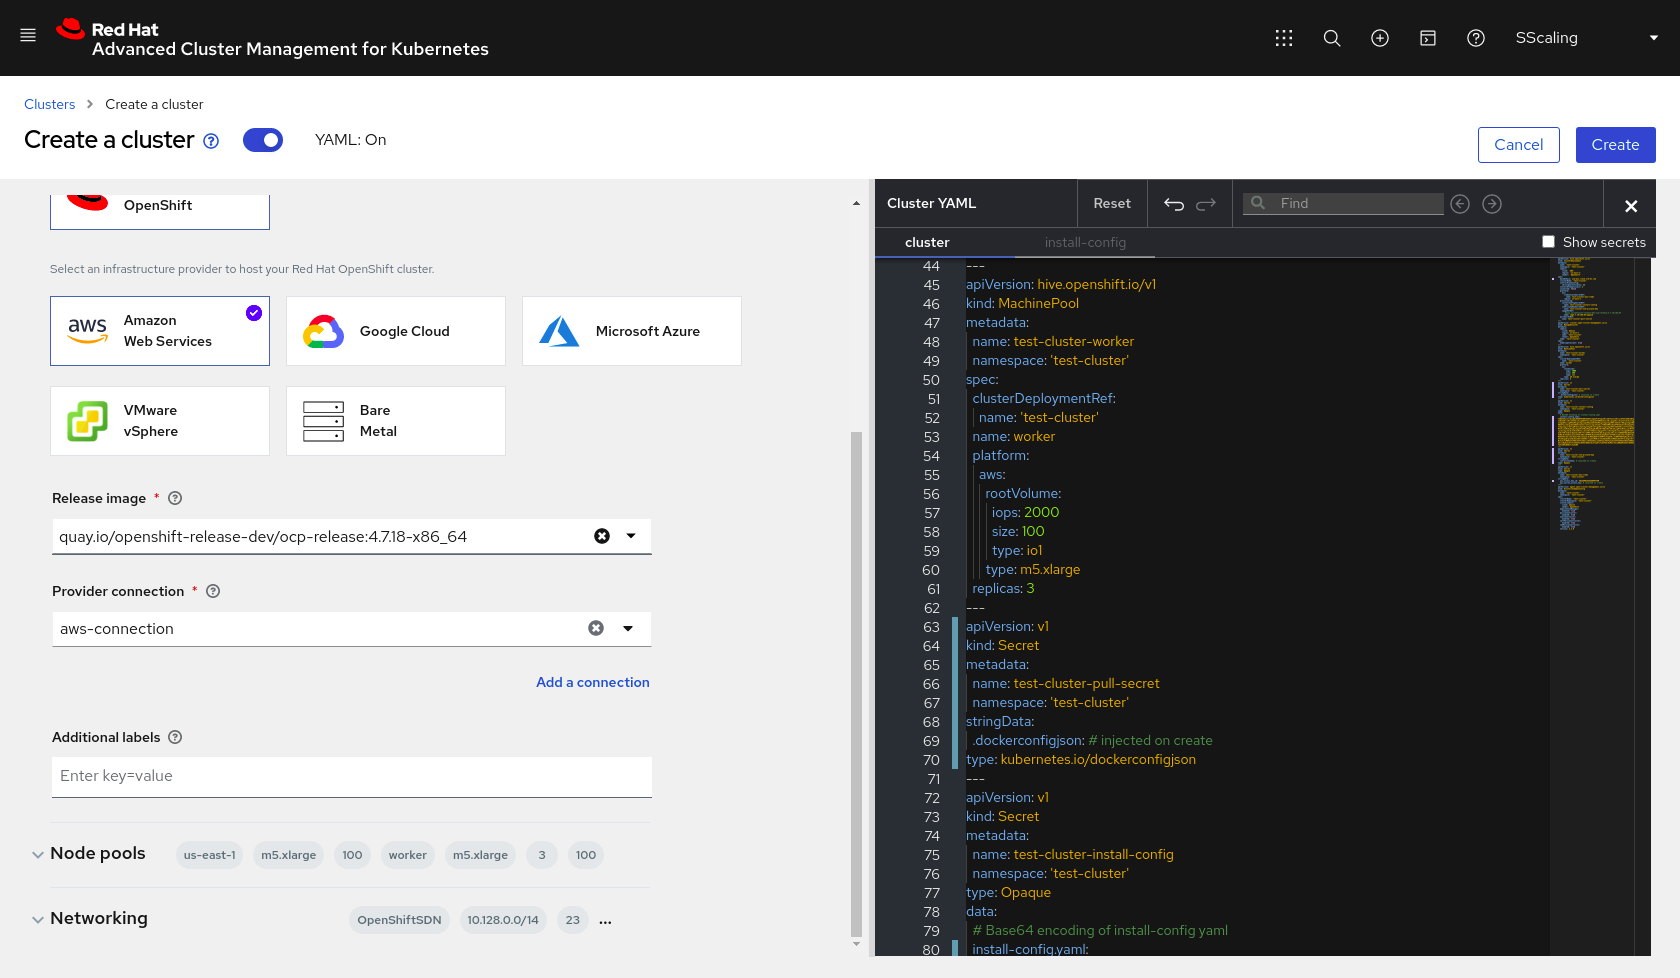 Red Hat
Advanced Cluster Management for Kubernetes
SScaling
Clusters > Create a cluster
Create a cluster
YAML: On
Cancel
Create
OpenShift
Select an infrastructure provider to host your Red Hat OpenShift cluster.
Amazon
Web Services
Google Cloud
Microsoft Azure
VMware
vSphere
Bare
Metal
Release image *
quay.io/openshift-release-dev/ocp-release:4.7.18-x86_64
Provider connection *
aws-connection
Add a connection
Additional labels
Enter key=value
Node pools us-east-1 m5.xlarge 100 worker m5.xlarge 3 100
Networking OpenShiftSDN 10.128.0.0/14 23 ...
Cluster YAML
Reset
Find
cluster
install-config
Show secrets
44 ---
45 apiVersion: hive.openshift.io/v1
46 kind: MachinePool
47 metadata:
48 name: test-cluster-worker
49 namespace: 'test-cluster'
50 spec:
51 clusterDeploymentRef:
52 name: 'test-cluster'
53 name: worker
54 platform:
55 aws:
56 rootVolume:
57 iops: 2000
58 size: 100
59 type: io1
60 type: m5.xlarge
61 replicas: 3
62 ---
63 apiVersion: v1
64 kind: Secret
65 metadata:
66 name: test-cluster-pull-secret
67 namespace: 'test-cluster'
68 stringData:
69 .dockerconfigjson: # injected on create
70 type: kubernetes.io/dockerconfigjson
71 ---
72 apiVersion: v1
73 kind: Secret
74 metadata:
75 name: test-cluster-install-config
76 namespace: 'test-cluster'
77 type: Opaque
78 data:
79 # Base64 encoding of install-config yaml
80 install-config.yaml: